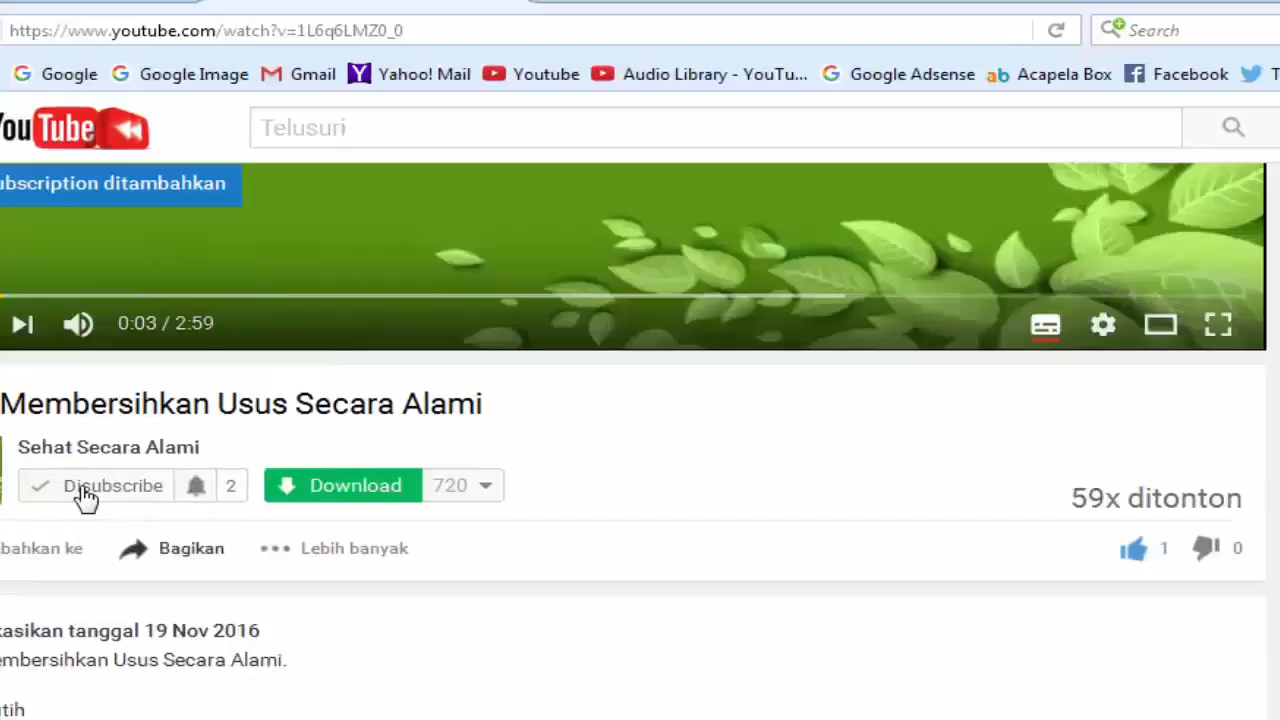 https://www.youtube.com/watch?v=1L6q6LMZ0_0 Search
Google Google Image Gmail Yahoo! Mail Youtube Audio Library - YouTu... Google Adsense Acapela Box Facebook T
YouTube Telusuri
ubscription ditambahkan
0:03 / 2:59
Membersihkan Usus Secara Alami
Sehat Secara Alami
Disubscribe 2 Download 720
59x ditonton
bahkan ke Bagikan Lebih banyak 1 0
kasikan tanggal 19 Nov 2016
embersihkan Usus Secara Alami.
utih